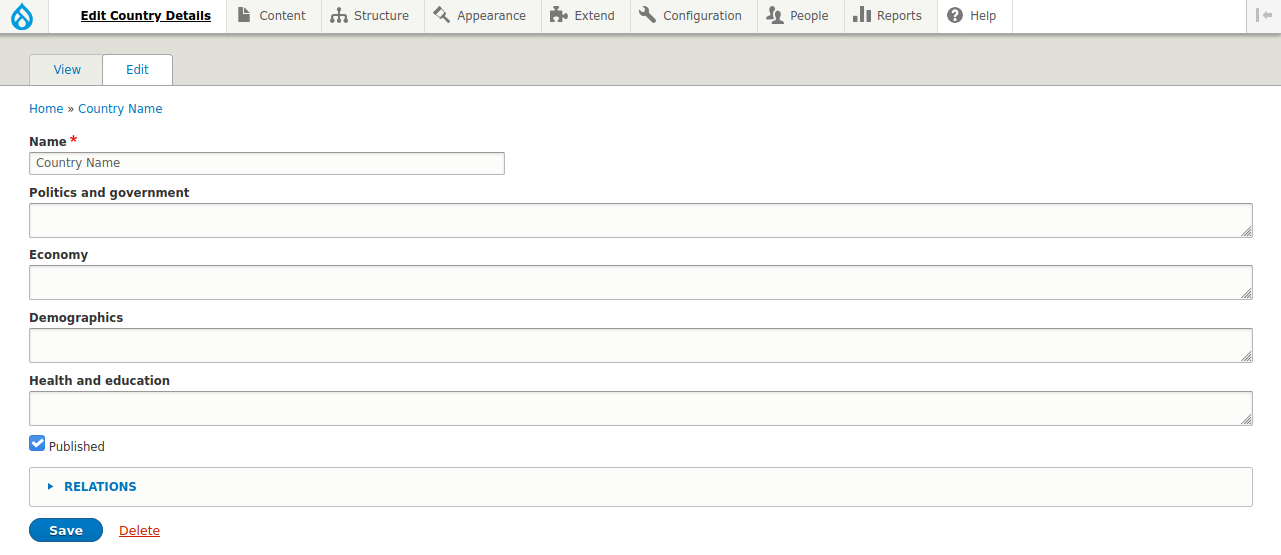 Edit Country Details Content Structure Appearance Extend Configuration People Reports Help
View Edit
Home » Country Name
Name *
Country Name
Politics and government
Economy
Demographics
Health and education
Published
RELATIONS
Save Delete